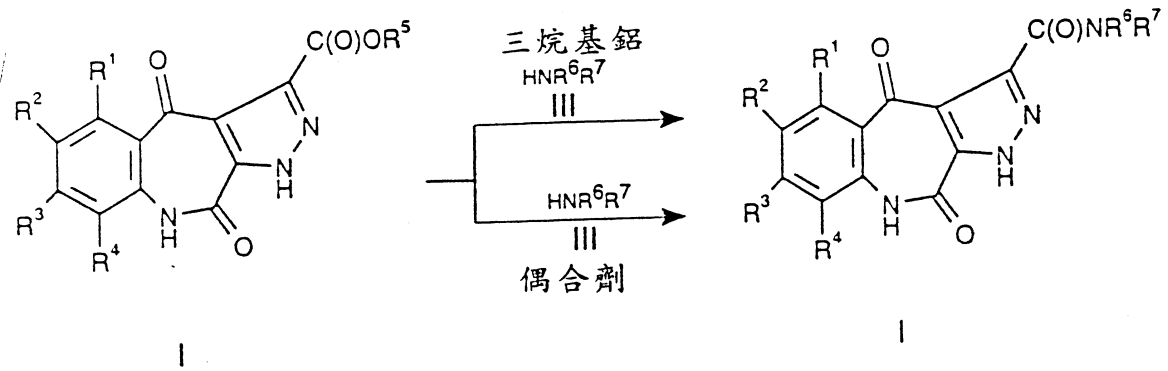 C(O)OR⁵
O
R¹
R²
N
N
H
R³
N
H
O
R⁴
I
三烷基鋁
HNR⁶R⁷
III
HNR⁶R⁷
III
偶合劑
C(O)NR⁶R⁷
O
R¹
R²
N
N
H
R³
N
H
O
R⁴
I